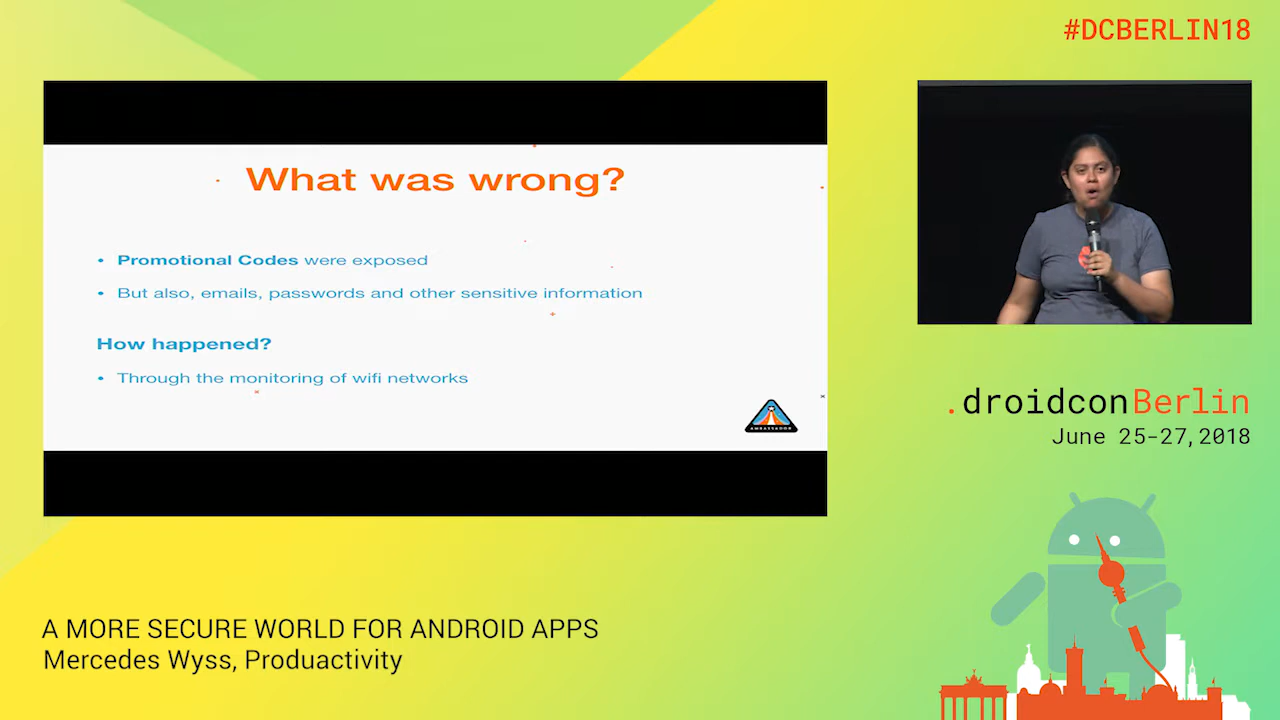 #DCBERLIN18
What was wrong?
• Promotional Codes were exposed
• But also, emails, passwords and other sensitive information
How happened?
• Through the monitoring of wifi networks
.droidconBerlin
June 25-27, 2018
A MORE SECURE WORLD FOR ANDROID APPS
Mercedes Wyss, Produactivity